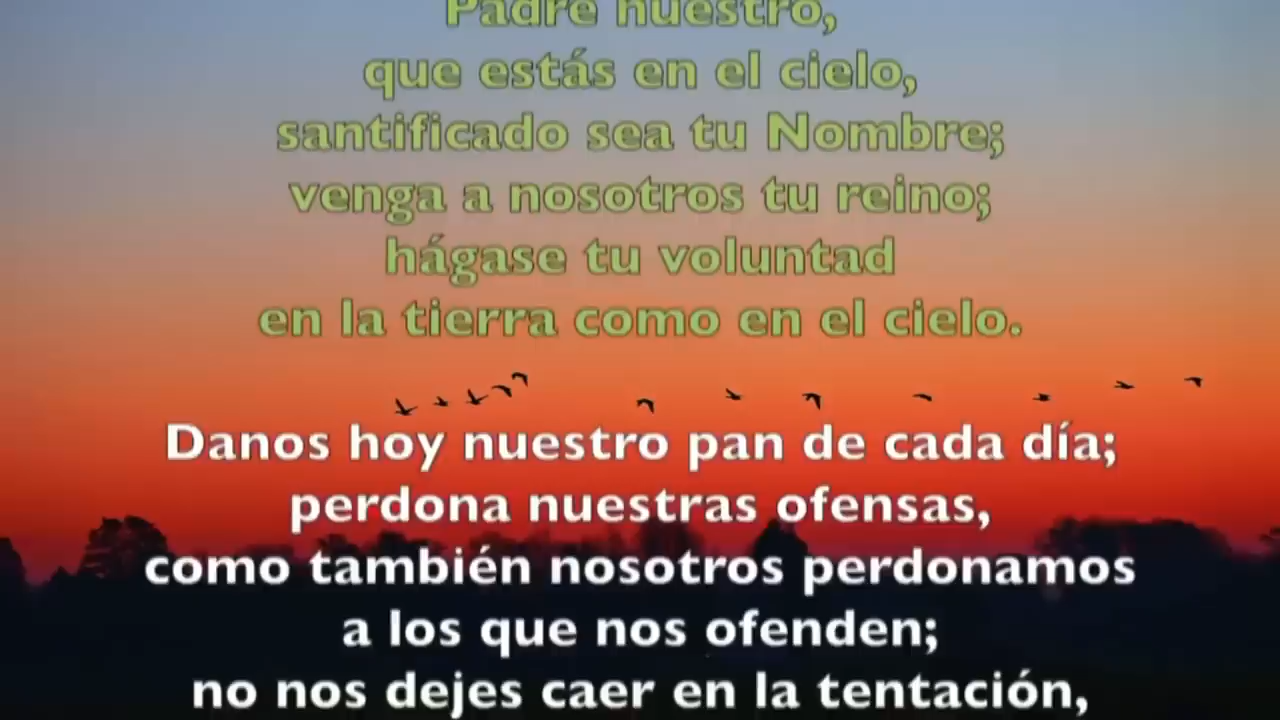 Padre nuestro,
que estás en el cielo,
santificado sea tu Nombre;
venga a nosotros tu reino;
hágase tu voluntad
en la tierra como en el cielo.
Danos hoy nuestro pan de cada día;
perdona nuestras ofensas,
como también nosotros perdonamos
a los que nos ofenden;
no nos dejes caer en la tentación,